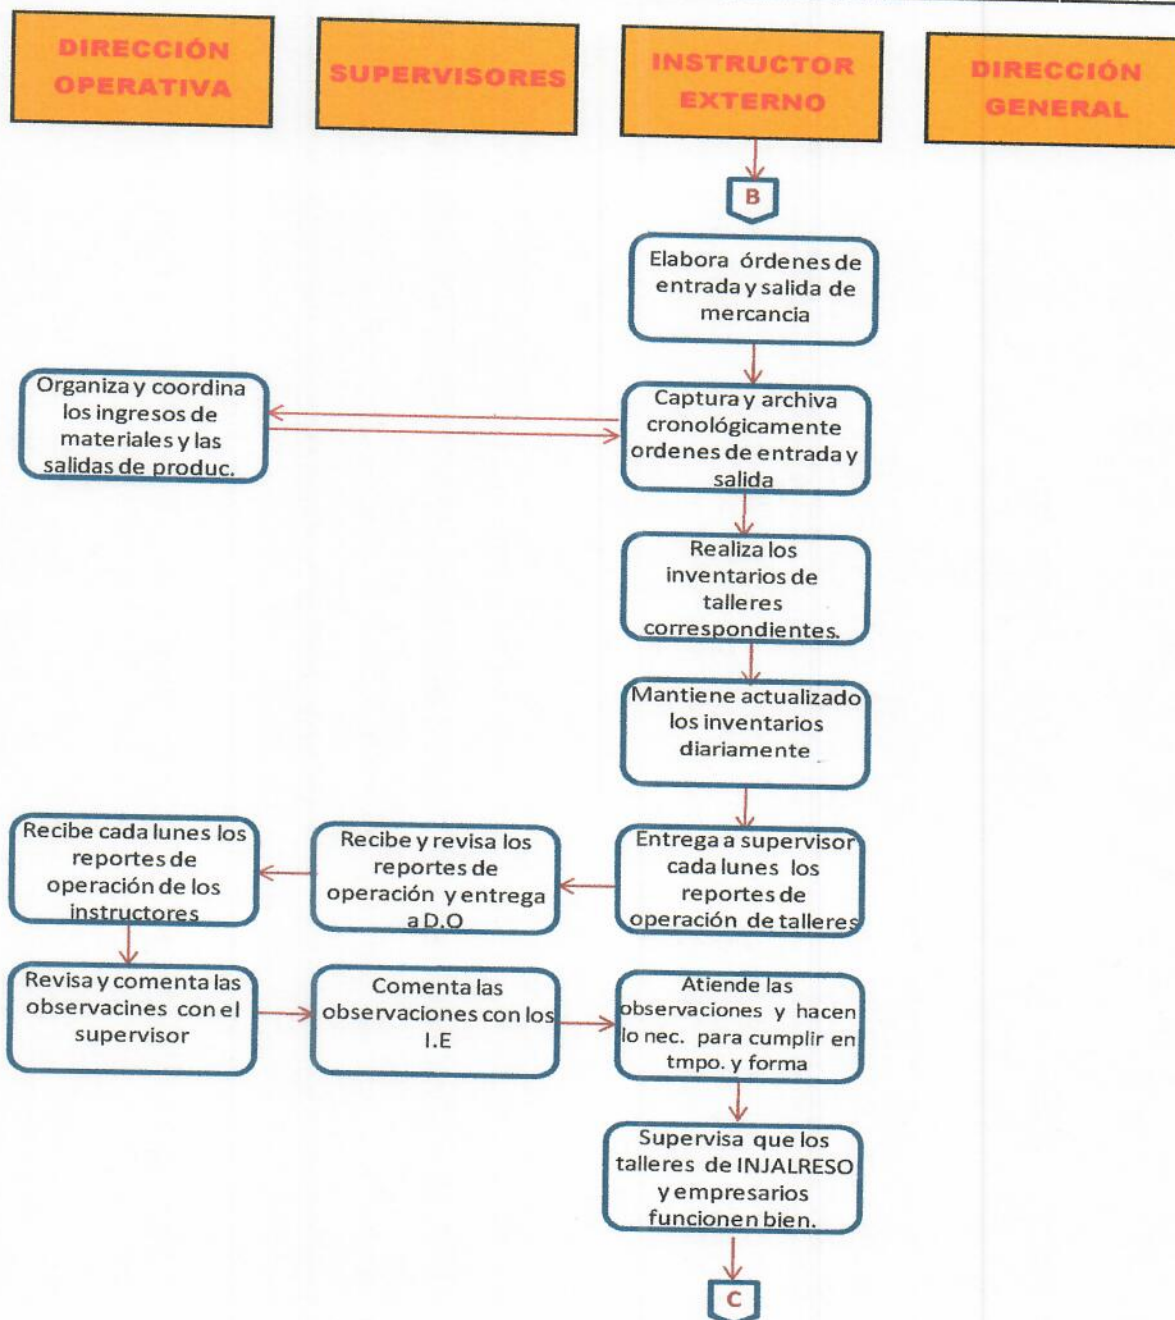 DIRECCIÓN
OPERATIVA
SUPERVISORES
INSTRUCTOR
EXTERNO
DIRECCIÓN
GENERAL
B
Elabora órdenes de
entrada y salida de
mercancia
Organiza y coordina
los ingresos de
materiales y las
salidas de produc.
Captura y archiva
cronológicamente
ordenes de entrada y
salida
Realiza los
inventarios de
talleres
correspondientes.
Mantiene actualizado
los inventarios
diariamente
Recibe cada lunes los
reportes de
operación de los
instructores
Recibe y revisa los
reportes de
operación y entrega
a D.O
Entrega a supervisor
cada lunes los
reportes de
operación de talleres
Revisa y comenta las
observacines con el
supervisor
Comenta las
observaciones con los
I.E
Atiende las
observaciones y hacen
lo nec. para cumplir en
tmpo. y forma
Supervisa que los
talleres de INJALRESO
y empresarios
funcionen bien.
C